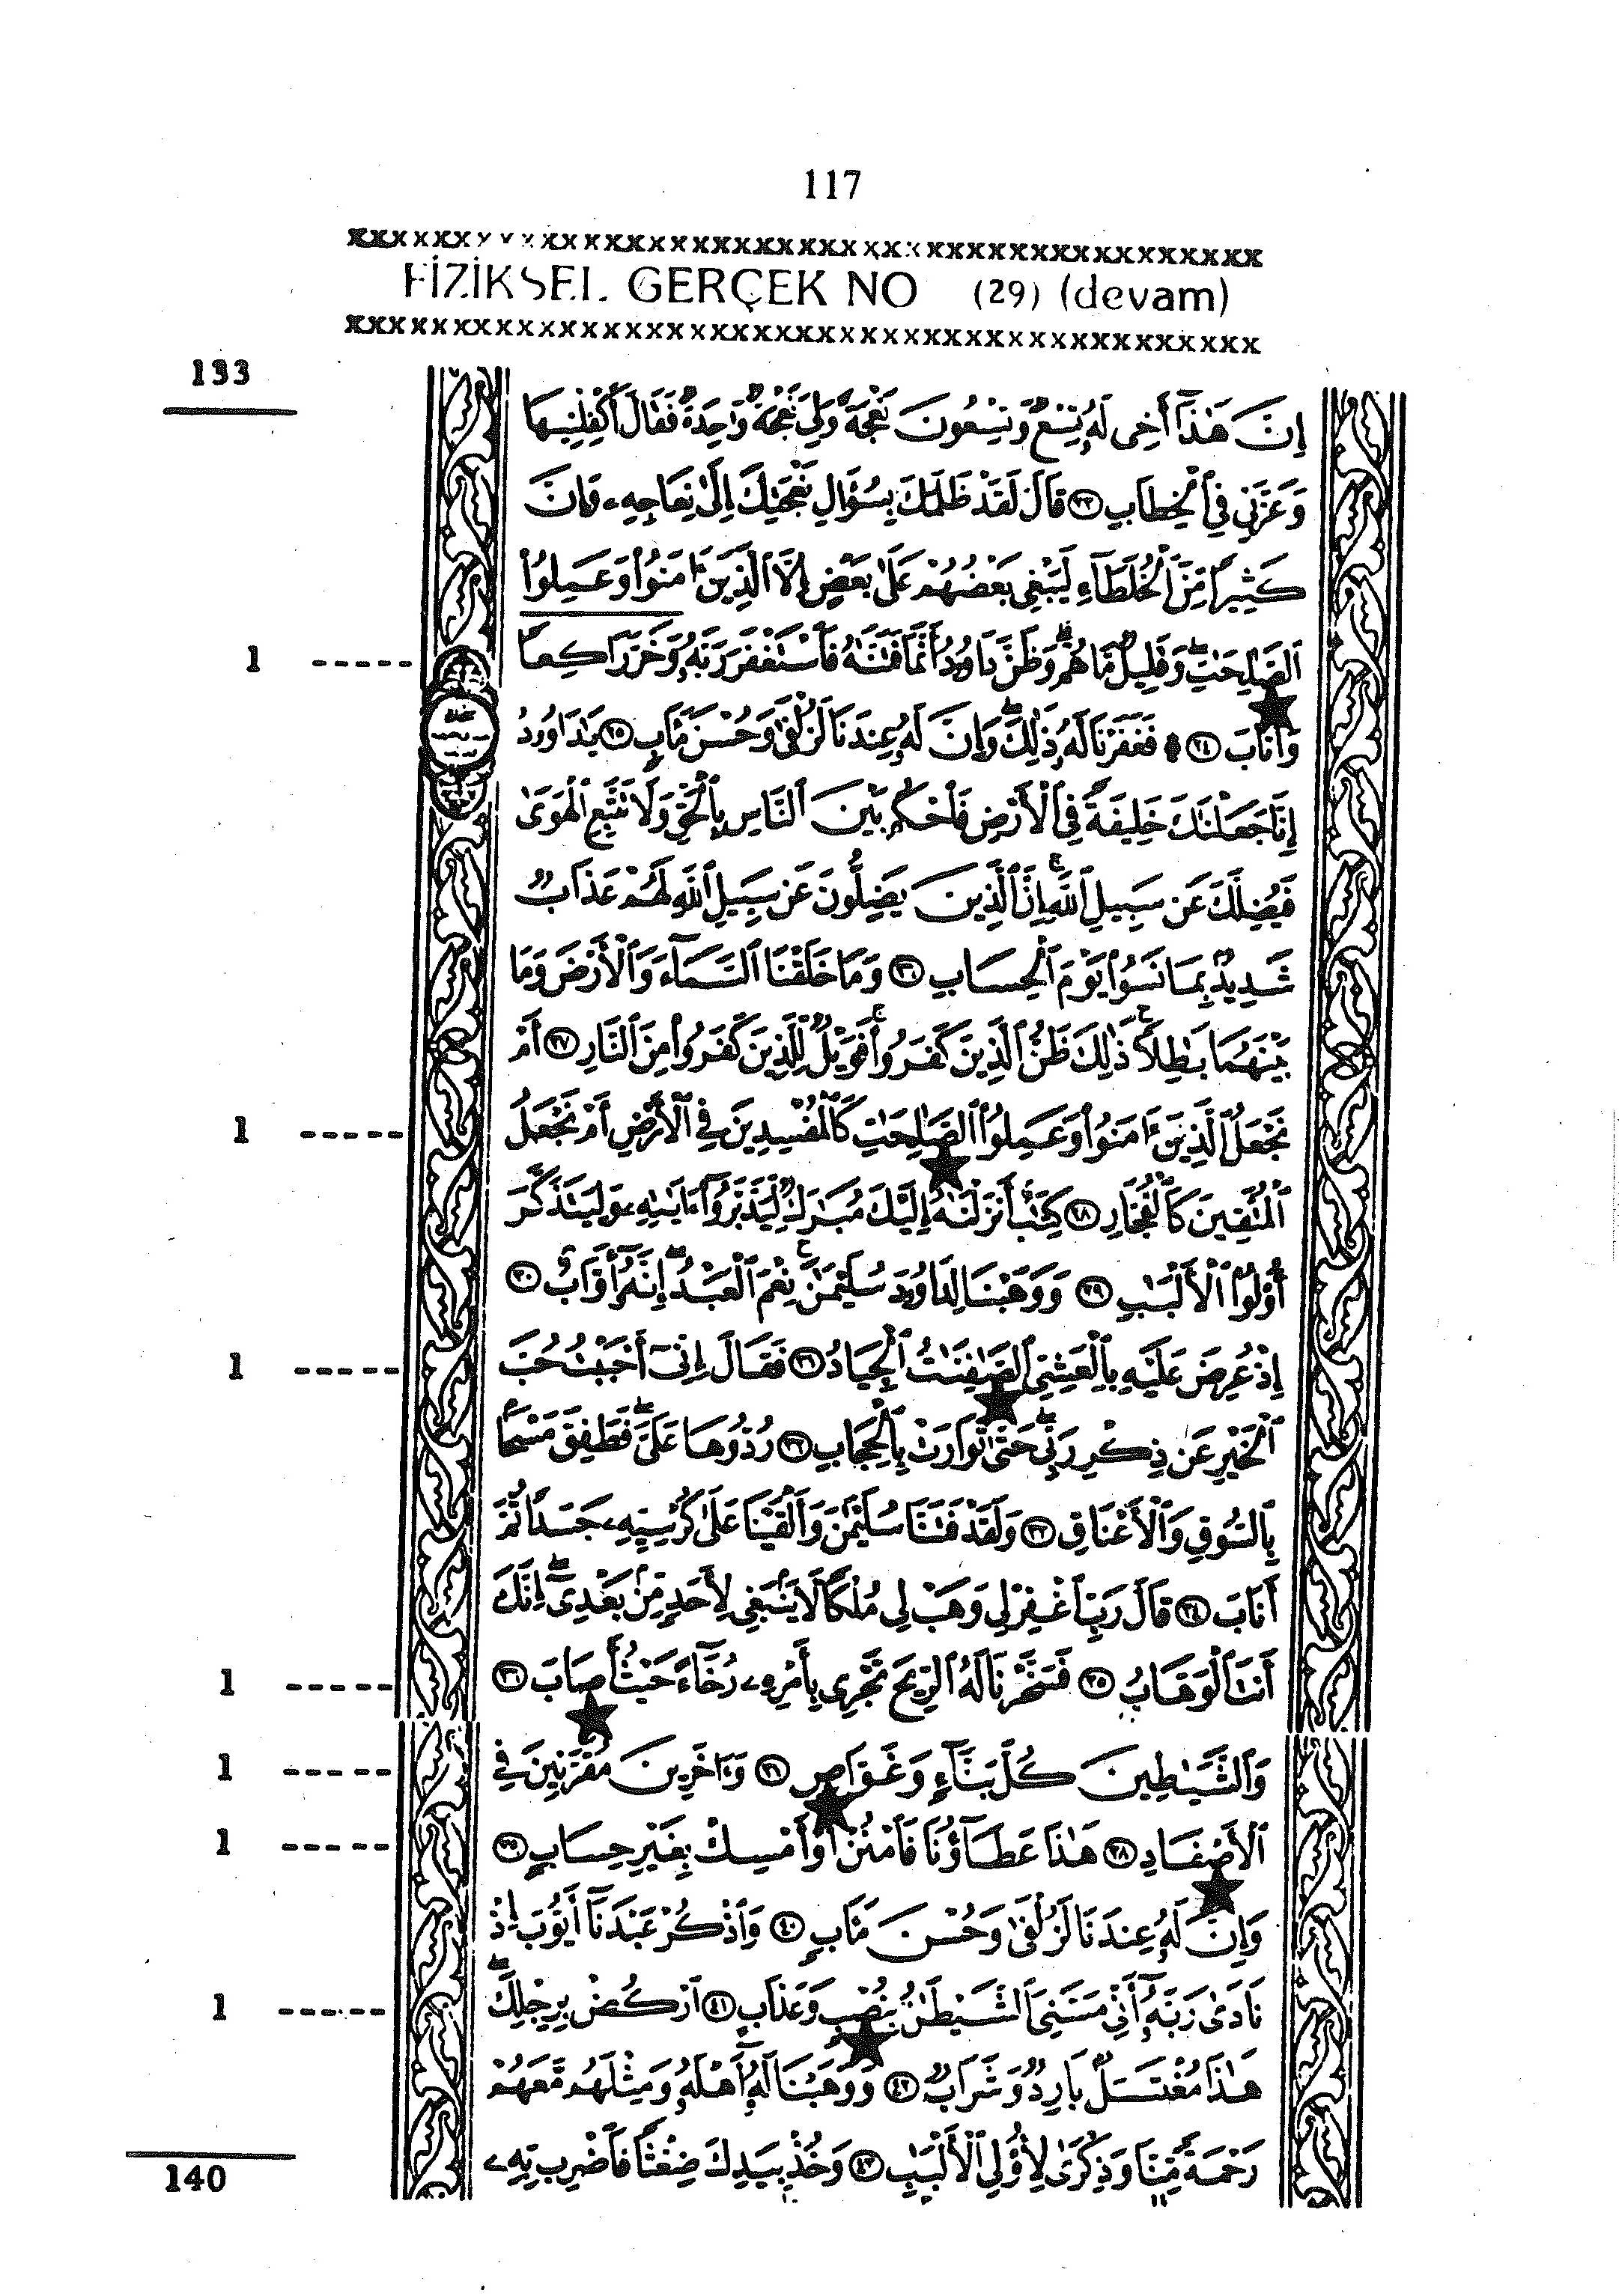 117
xxxxxxxxxxxxxxxxxxxxxxxxxxxxxxxxxxxxxxxxxxx
FİZİKSEL GERÇEK NO (29) (devam)
xxxxxxxxxxxxxxxxxxxxxxxxxxxxxxxxxxxxxxxxxxx
133
إِنَّ هَٰذَآ أَخِى لَهُۥ تِسْعٌ وَتِسْعُونَ نَعْجَةً وَلِىَ نَعْجَةٌ وَٰحِدَةٌ فَقَالَ أَكْفِلْنِيهَا
وَعَزَّنِى فِى ٱلْخِطَابِ ٢٣ قَالَ لَقَدْ ظَلَمَكَ بِسُؤَالِ نَعْجَتِكَ إِلَىٰ نِعَاجِهِۦ وَإِنَّ
كَثِيرًا مِّنَ ٱلْخُلَطَآءِ لَيَبْغِى بَعْضُهُمْ عَلَىٰ بَعْضٍ إِلَّا ٱلَّذِينَ ءَامَنُوا۟ وَعَمِلُوا۟
1 ----- ٱلصَّٰلِحَٰتِ وَقَلِيلٌ مَّا هُمْ ۗ وَظَنَّ دَاوُۥدُ أَنَّمَا فَتَنَّٰهُ فَٱسْتَغْفَرَ رَبَّهُۥ وَخَرَّ رَاكِعًا
وَأَنَابَ ۩ ٢٤ فَغَفَرْنَا لَهُۥ ذَٰلِكَ ۖ وَإِنَّ لَهُۥ عِندَنَا لَزُلْفَىٰ وَحُسْنَ مَـَٔابٍ ٢٥ يَٰدَاوُۥدُ
إِنَّا جَعَلْنَٰكَ خَلِيفَةً فِى ٱلْأَرْضِ فَٱحْكُم بَيْنَ ٱلنَّاسِ بِٱلْحَقِّ وَلَا تَتَّبِعِ ٱلْهَوَىٰ
فَيُضِلَّكَ عَن سَبِيلِ ٱللَّهِ ۚ إِنَّ ٱلَّذِينَ يَضِلُّونَ عَن سَبِيلِ ٱللَّهِ لَهُمْ عَذَابٌ
شَدِيدٌۢ بِمَا نَسُوا۟ يَوْمَ ٱلْحِسَابِ ٢٦ وَمَا خَلَقْنَا ٱلسَّمَآءَ وَٱلْأَرْضَ وَمَا
بَيْنَهُمَا بَٰطِلًا ۚ ذَٰلِكَ ظَنُّ ٱلَّذِينَ كَفَرُوا۟ ۚ فَوَيْلٌ لِّلَّذِينَ كَفَرُوا۟ مِنَ ٱلنَّارِ ٢٧ أَمْ
1 ----- نَجْعَلُ ٱلَّذِينَ ءَامَنُوا۟ وَعَمِلُوا۟ ٱلصَّٰلِحَٰتِ كَٱلْمُفْسِدِينَ فِى ٱلْأَرْضِ أَمْ نَجْعَلُ
ٱلْمُتَّقِينَ كَٱلْفُجَّارِ ٢٨ كِتَٰبٌ أَنزَلْنَٰهُ إِلَيْكَ مُبَٰرَكٌ لِّيَدَّبَّرُوٓا۟ ءَايَٰتِهِۦ وَلِيَتَذَكَّرَ
أُو۟لُوا۟ ٱلْأَلْبَٰبِ ٢٩ وَوَهَبْنَا لِدَاوُۥدَ سُلَيْمَٰنَ ۚ نِعْمَ ٱلْعَبْدُ ۖ إِنَّهُۥٓ أَوَّابٌ ٣٠
1 ----- إِذْ عُرِضَ عَلَيْهِ بِٱلْعَشِىِّ ٱلصَّٰفِنَٰتُ ٱلْجِيَادُ ٣١ فَقَالَ إِنِّىٓ أَحْبَبْتُ حُبَّ
ٱلْخَيْرِ عَن ذِكْرِ رَبِّى حَتَّىٰ تَوَارَتْ بِٱلْحِجَابِ ٣٢ رُدُّوهَا عَلَىَّ ۖ فَطَفِقَ مَسْحًۢا
بِٱلسُّوقِ وَٱلْأَعْنَاقِ ٣٣ وَلَقَدْ فَتَنَّا سُلَيْمَٰنَ وَأَلْقَيْنَا عَلَىٰ كُرْسِيِّهِۦ جَسَدًا ثُمَّ
أَنَابَ ٣٤ قَالَ رَبِّ ٱغْفِرْ لِى وَهَبْ لِى مُلْكًا لَّا يَنۢبَغِى لِأَحَدٍ مِّنۢ بَعْدِىٓ ۖ إِنَّكَ
1 ----- أَنتَ ٱلْوَهَّابُ ٣٥ فَسَخَّرْنَا لَهُ ٱلرِّيحَ تَجْرِى بِأَمْرِهِۦ رُخَآءً حَيْثُ أَصَابَ ٣٦
1 ----- وَٱلشَّيَٰطِينَ كُلَّ بَنَّآءٍ وَغَوَّاصٍ ٣٧ وَءَاخَرِينَ مُقَرَّنِينَ فِى
1 ----- ٱلْأَصْفَادِ ٣٨ هَٰذَا عَطَآؤُنَا فَٱمْنُنْ أَوْ أَمْسِكْ بِغَيْرِ حِسَابٍ ٣٩
وَإِنَّ لَهُۥ عِندَنَا لَزُلْفَىٰ وَحُسْنَ مَـَٔابٍ ٤٠ وَٱذْكُرْ عَبْدَنَآ أَيُّوبَ إِذْ
1 ----- نَادَىٰ رَبَّهُۥٓ أَنِّى مَسَّنِىَ ٱلشَّيْطَٰنُ بِنُصْبٍ وَعَذَابٍ ٤١ ٱرْكُضْ بِرِجْلِكَ ۖ
هَٰذَا مُغْتَسَلٌۢ بَارِدٌ وَشَرَابٌ ٤٢ وَوَهَبْنَا لَهُۥٓ أَهْلَهُۥ وَمِثْلَهُم مَّعَهُمْ
رَحْمَةً مِّنَّا وَذِكْرَىٰ لِأُو۟لِى ٱلْأَلْبَٰبِ ٤٣ وَخُذْ بِيَدِكَ ضِغْثًا فَٱضْرِب بِّهِۦ
140